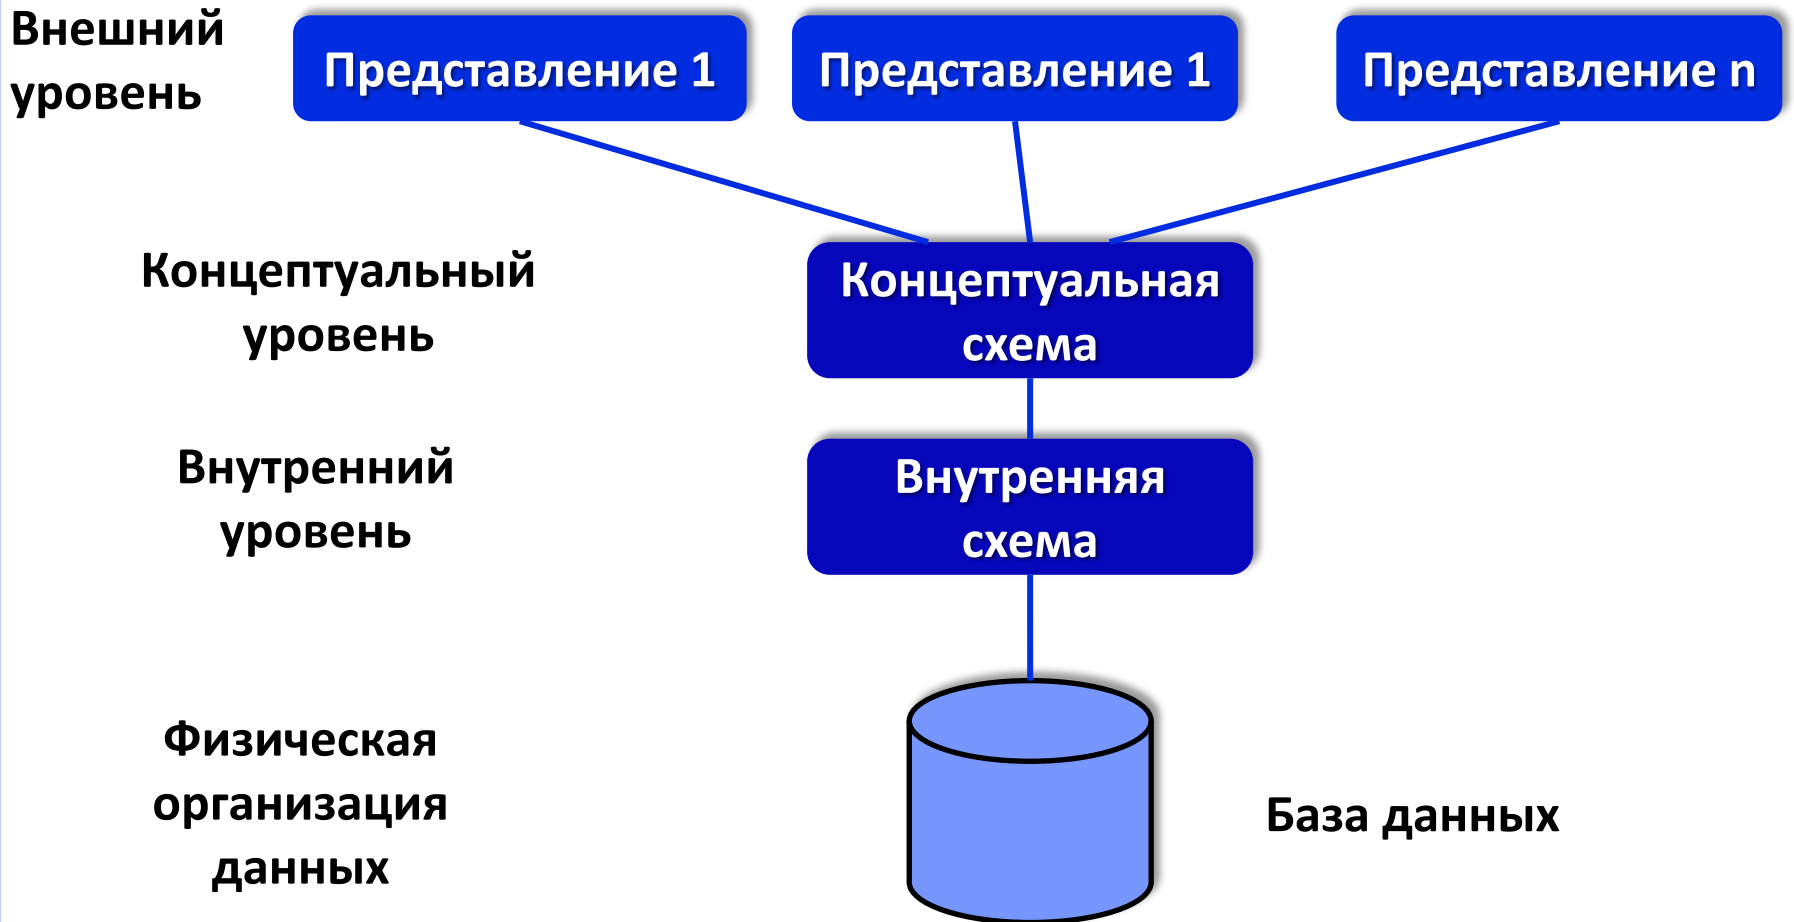 Внешний
уровень
Представление 1
Представление 1
Представление n
Концептуальный
уровень
Концептуальная
схема
Внутренний
уровень
Внутренняя
схема
Физическая
организация
данных
База данных